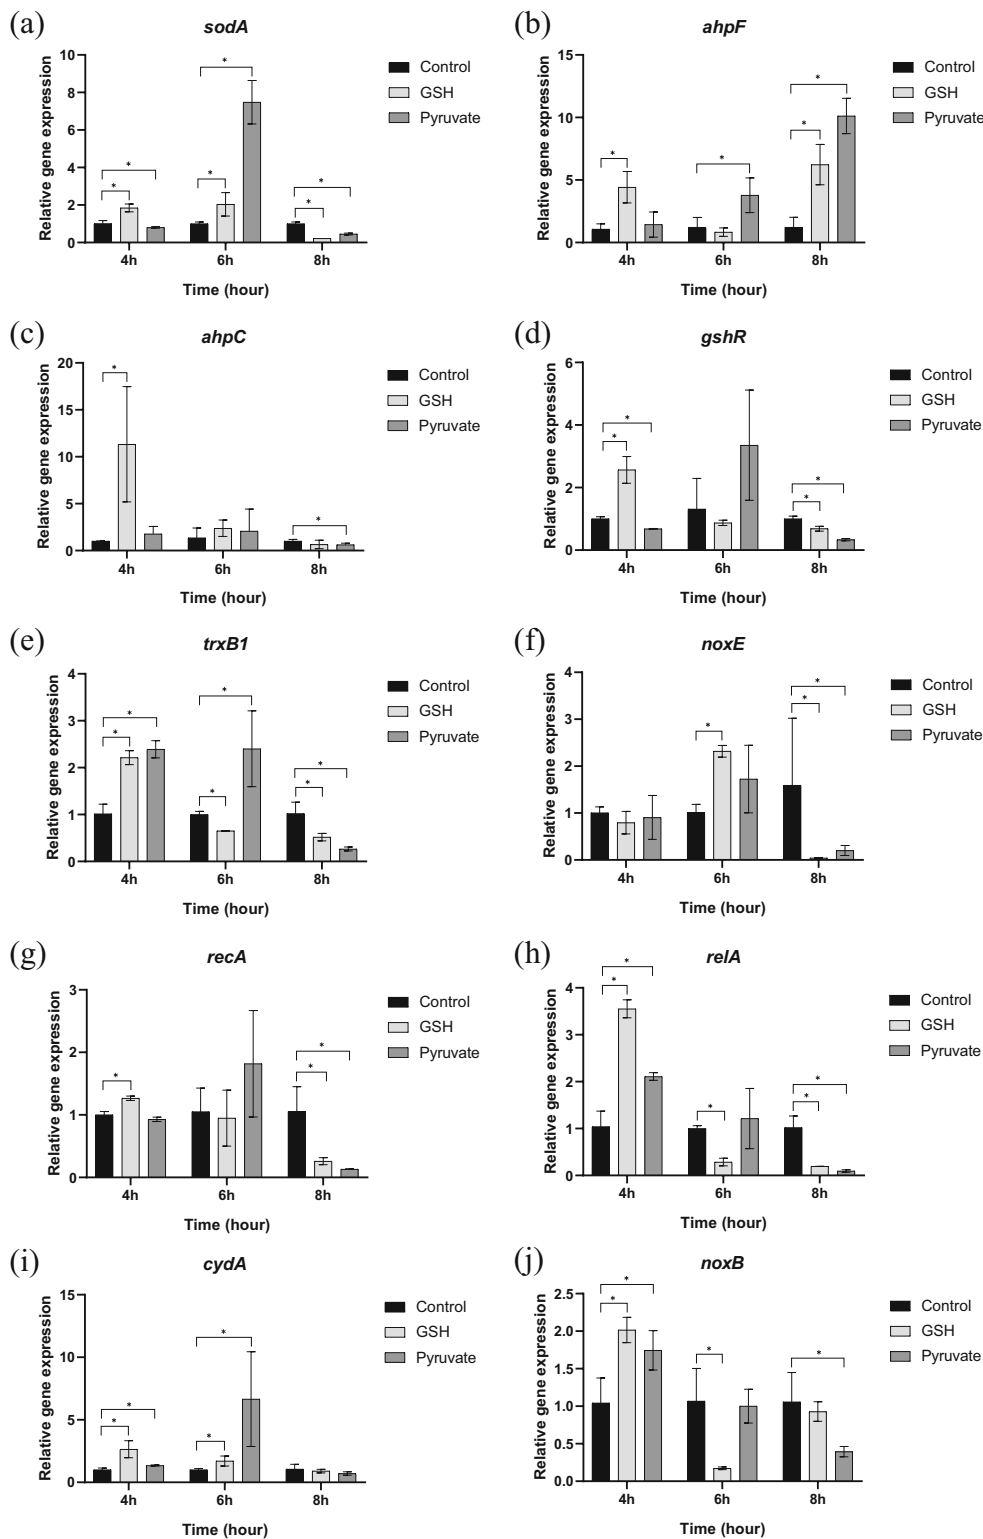 (a)
sodA
Relative gene expression
10
8
6
4
2
0
* * * * * *
4h 6h 8h
Time (hour)
Control
GSH
Pyruvate
(b)
ahpF
Relative gene expression
15
10
5
0
* * * *
4h 6h 8h
Time (hour)
Control
GSH
Pyruvate
(c)
ahpC
Relative gene expression
20
15
10
5
0
* *
4h 6h 8h
Time (hour)
Control
GSH
Pyruvate
(d)
gshR
Relative gene expression
6
4
2
0
* * * *
4h 6h 8h
Time (hour)
Control
GSH
Pyruvate
(e)
trxB1
Relative gene expression
4
3
2
1
0
* * * * * *
4h 6h 8h
Time (hour)
Control
GSH
Pyruvate
(f)
noxE
Relative gene expression
4
3
2
1
0
* * *
4h 6h 8h
Time (hour)
Control
GSH
Pyruvate
(g)
recA
Relative gene expression
3
2
1
0
* * *
4h 6h 8h
Time (hour)
Control
GSH
Pyruvate
(h)
relA
Relative gene expression
4
3
2
1
0
* * * * *
4h 6h 8h
Time (hour)
Control
GSH
Pyruvate
(i)
cydA
Relative gene expression
15
10
5
0
* * * *
4h 6h 8h
Time (hour)
Control
GSH
Pyruvate
(j)
noxB
Relative gene expression
2.5
2.0
1.5
1.0
0.5
0.0
* * * *
4h 6h 8h
Time (hour)
Control
GSH
Pyruvate